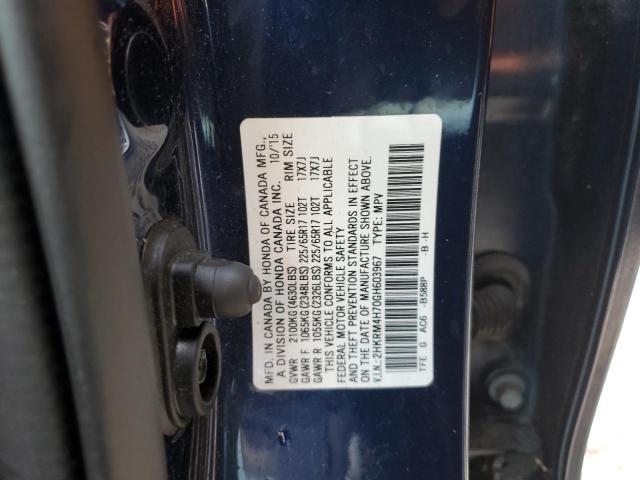 MFD. IN CANADA BY HONDA OF CANADA MFG.,
A DIVISION OF HONDA CANADA INC. 10/15
GVWR 2100KG (4630LBS) TIRE SIZE RIM SIZE
GAWR F 1065KG (2348LBS) 225/65R17 102T 17X7J
GAWR R 1055KG (2326LBS) 225/65R17 102T 17X7J
THIS VEHICLE CONFORMS TO ALL APPLICABLE
FEDERAL MOTOR VEHICLE SAFETY
AND THEFT PREVENTION STANDARDS IN EFFECT
ON THE DATE OF MANUFACTURE SHOWN ABOVE.
V.I.N.: 2HKRM4H70GH603967 TYPE: MPV
TFE G AC6 -B588P -B -H